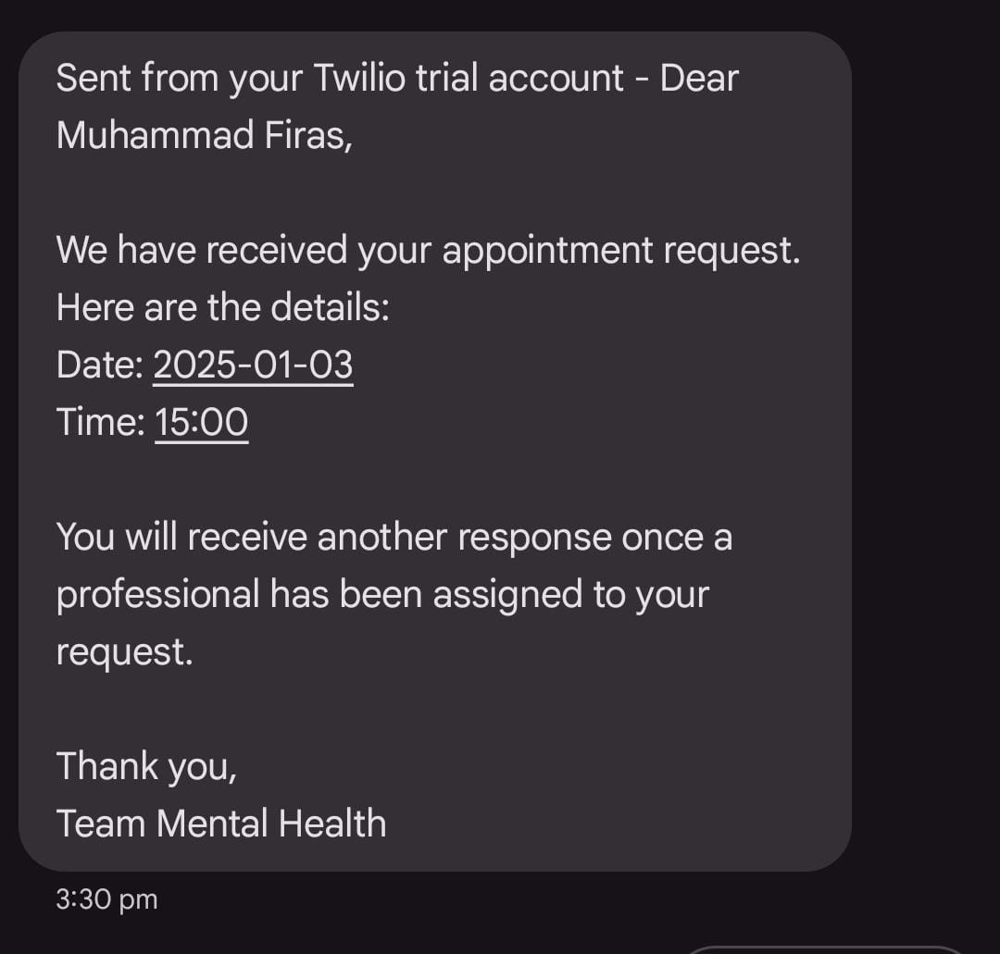 Sent from your Twilio trial account - Dear
Muhammad Firas,
We have received your appointment request.
Here are the details:
Date: 2025-01-03
Time: 15:00
You will receive another response once a
professional has been assigned to your
request.
Thank you,
Team Mental Health
3:30 pm